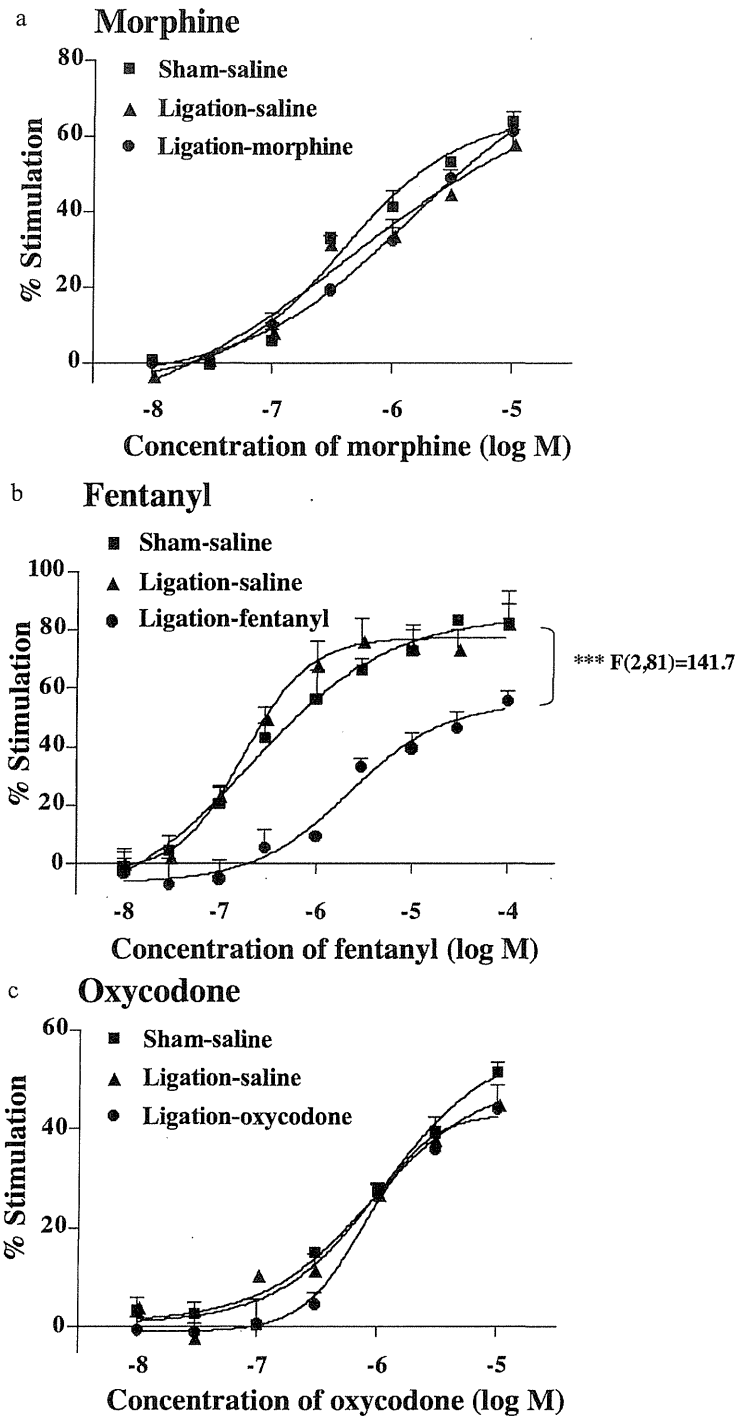 a Morphine
80
Sham-saline
Ligation-saline
Ligation-morphine
60
40
20
0
% Stimulation
-8 -7 -6 -5
Concentration of morphine (log M)
b Fentanyl
Sham-saline
100
Ligation-saline
Ligation-fentanyl
80
*** F(2,81)=141.7
60
40
20
0
% Stimulation
-8 -7 -6 -5 -4
Concentration of fentanyl (log M)
c Oxycodone
60
Sham-saline
Ligation-saline
Ligation-oxycodone
40
20
0
% Stimulation
-8 -7 -6 -5
Concentration of oxycodone (log M)